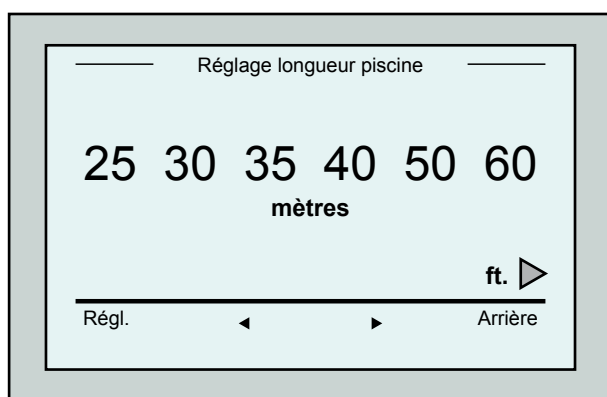 Réglage longueur piscine
25 30 35 40 50 60
mètres
ft.
Régl. Arrière